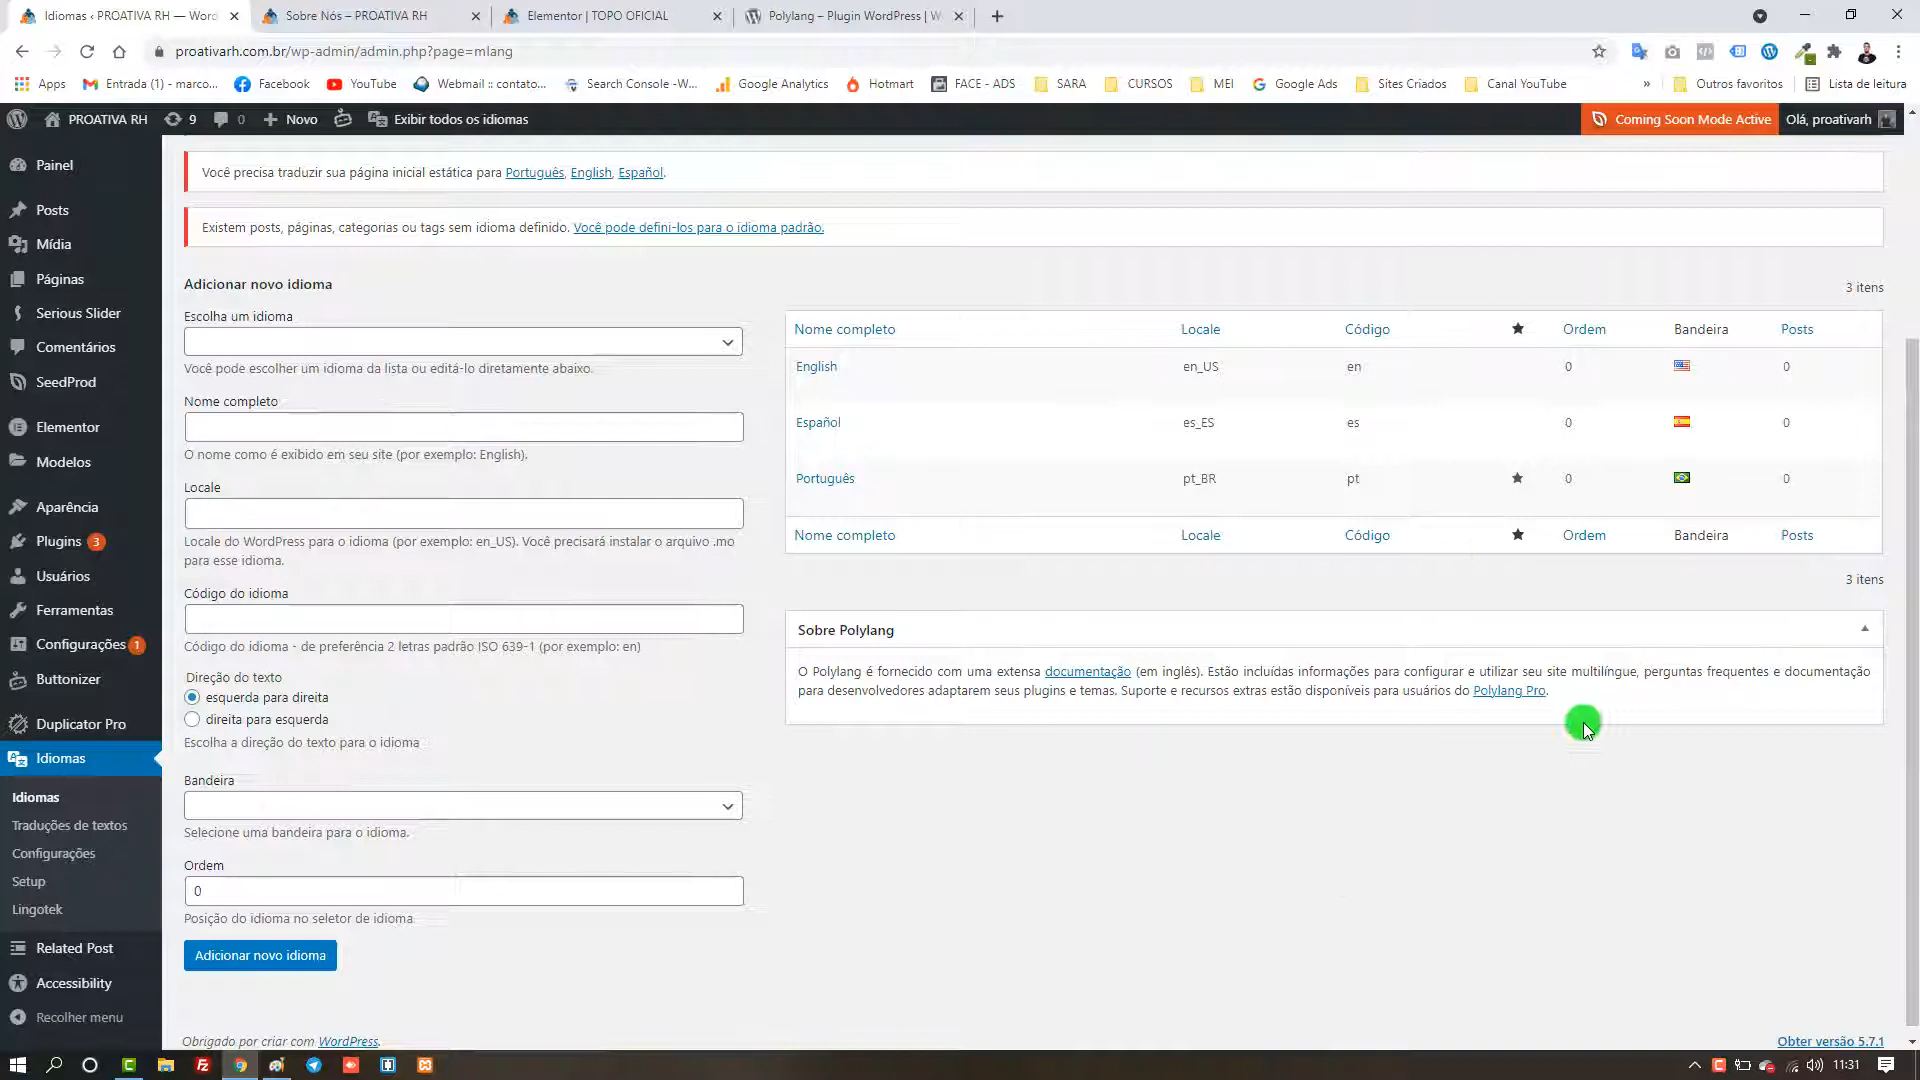 Idiomas ‹ PROATIVA RH — Wor
Sobre Nós – PROATIVA RH
Elementor | TOPO OFICIAL
Polylang – Plugin WordPress | W
proativarh.com.br/wp-admin/admin.php?page=mlang
Apps
Entrada (1) - marco...
Facebook
YouTube
Webmail :: contato...
Search Console -W...
Google Analytics
Hotmart
FACE - ADS
SARA
CURSOS
MEI
Google Ads
Sites Criados
Canal YouTube
»
Outros favoritos
Lista de leitura
PROATIVA RH
9
0
Novo
Exibir todos os idiomas
Coming Soon Mode Active
Olá, proativarh
Painel
Posts
Mídia
Páginas
Serious Slider
Comentários
SeedProd
Elementor
Modelos
Aparência
Plugins 3
Usuários
Ferramentas
Configurações 1
Buttonizer
Duplicator Pro
Idiomas
Idiomas
Traduções de textos
Configurações
Setup
Lingotek
Related Post
Accessibility
Recolher menu
Você precisa traduzir sua página inicial estática para Português, English, Español.
Existem posts, páginas, categorias ou tags sem idioma definido. Você pode defini-los para o idioma padrão.
Adicionar novo idioma
Escolha um idioma
Você pode escolher um idioma da lista ou editá-lo diretamente abaixo.
Nome completo
O nome como é exibido em seu site (por exemplo: English).
Locale
Locale do WordPress para o idioma (por exemplo: en_US). Você precisará instalar o arquivo .mo
para esse idioma.
Código do idioma
Código do idioma - de preferência 2 letras padrão ISO 639-1 (por exemplo: en)
Direção do texto
esquerda para direita
direita para esquerda
Escolha a direção do texto para o idioma
Bandeira
Selecione uma bandeira para o idioma.
Ordem
0
Posição do idioma no seletor de idioma
Adicionar novo idioma
3 itens
Nome completo Locale Código ★ Ordem Bandeira Posts
English en_US en 0 0
Español es_ES es 0 0
Português pt_BR pt ★ 0 0
Nome completo Locale Código ★ Ordem Bandeira Posts
3 itens
Sobre Polylang
O Polylang é fornecido com uma extensa documentação (em inglês). Estão incluídas informações para configurar e utilizar seu site multilíngue, perguntas frequentes e documentação
para desenvolvedores adaptarem seus plugins e temas. Suporte e recursos extras estão disponíveis para usuários do Polylang Pro.
Obrigado por criar com WordPress.
Obter versão 5.7.1
11:31